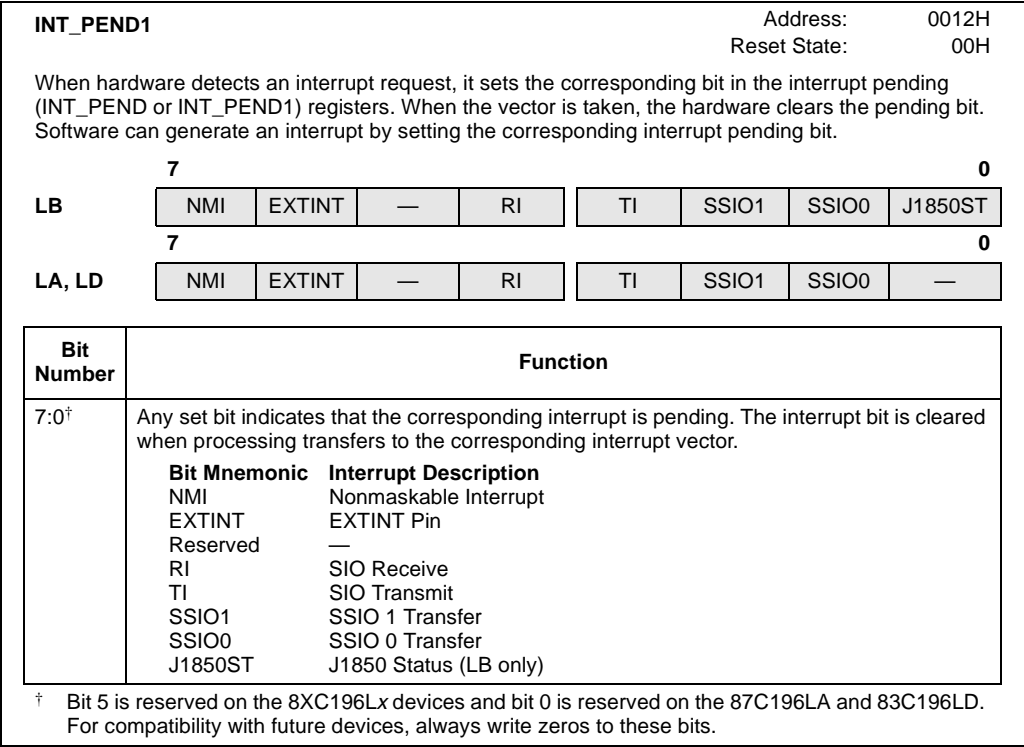 INT_PEND1 Address: 0012H
Reset State: 00H
When hardware detects an interrupt request, it sets the corresponding bit in the interrupt pending
(INT_PEND or INT_PEND1) registers. When the vector is taken, the hardware clears the pending bit.
Software can generate an interrupt by setting the corresponding interrupt pending bit.
7 0
LB NMI EXTINT — RI TI SSIO1 SSIO0 J1850ST
7 0
LA, LD NMI EXTINT — RI TI SSIO1 SSIO0 —
Bit
Number
Function
7:0† Any set bit indicates that the corresponding interrupt is pending. The interrupt bit is cleared
when processing transfers to the corresponding interrupt vector.
Bit Mnemonic Interrupt Description
NMI Nonmaskable Interrupt
EXTINT EXTINT Pin
Reserved —
RI SIO Receive
TI SIO Transmit
SSIO1 SSIO 1 Transfer
SSIO0 SSIO 0 Transfer
J1850ST J1850 Status (LB only)
† Bit 5 is reserved on the 8XC196Lx devices and bit 0 is reserved on the 87C196LA and 83C196LD.
For compatibility with future devices, always write zeros to these bits.